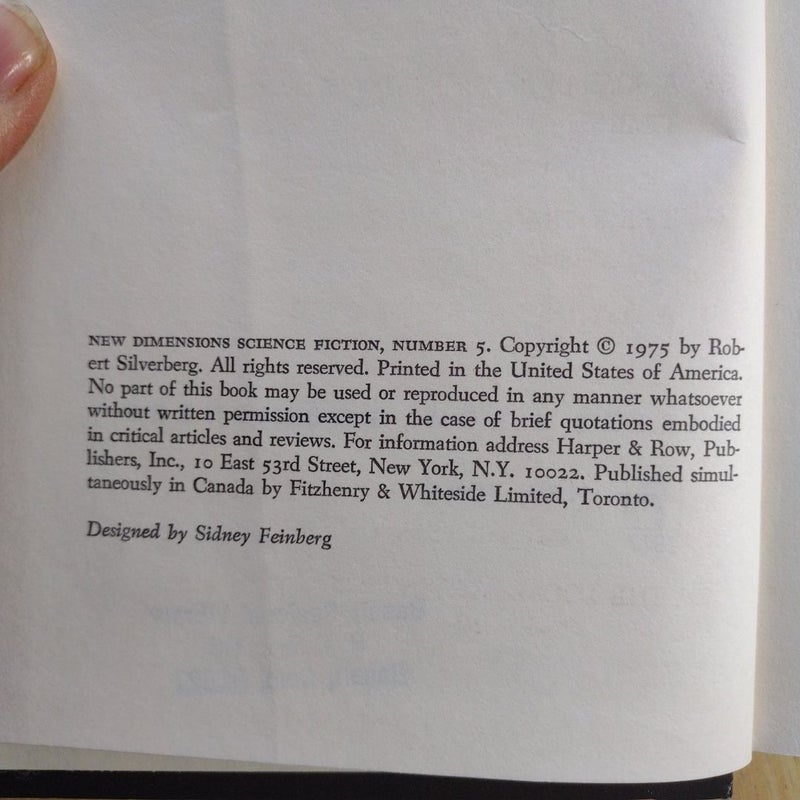 NEW DIMENSIONS SCIENCE FICTION, NUMBER 5. Copyright © 1975 by Rob-
ert Silverberg. All rights reserved. Printed in the United States of America.
No part of this book may be used or reproduced in any manner whatsoever
without written permission except in the case of brief quotations embodied
in critical articles and reviews. For information address Harper & Row, Pub-
lishers, Inc., 10 East 53rd Street, New York, N.Y. 10022. Published simul-
taneously in Canada by Fitzhenry & Whiteside Limited, Toronto.
Designed by Sidney Feinberg